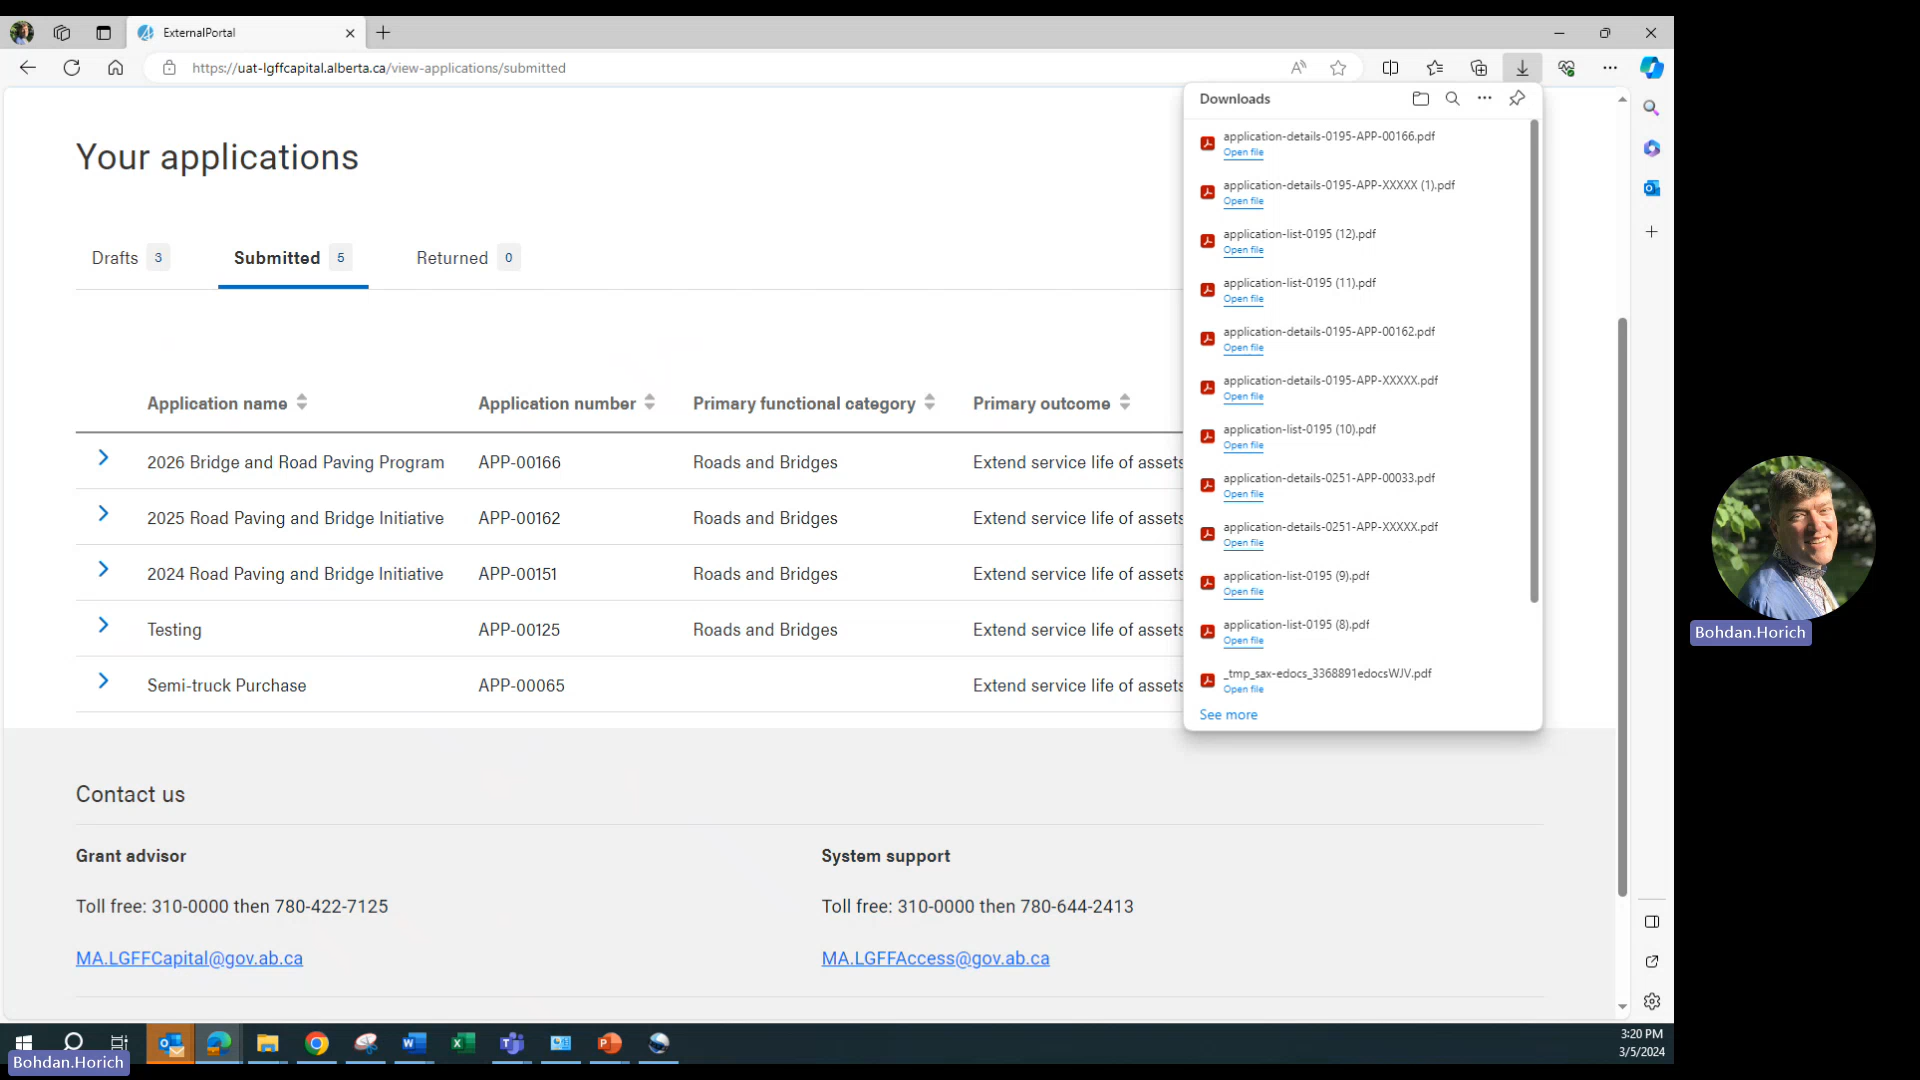 ExternalPortal
https://uat-lgffcapital.alberta.ca/view-applications/submitted
Your applications
Drafts 3
Submitted 5
Returned 0
Application name Application number Primary functional category Primary outcome
2026 Bridge and Road Paving Program APP-00166 Roads and Bridges Extend service life of assets
2025 Road Paving and Bridge Initiative APP-00162 Roads and Bridges Extend service life of assets
2024 Road Paving and Bridge Initiative APP-00151 Roads and Bridges Extend service life of assets
Testing APP-00125 Roads and Bridges Extend service life of assets
Semi-truck Purchase APP-00065 Extend service life of assets
Downloads
application-details-0195-APP-00166.pdf
Open file
application-details-0195-APP-XXXXX (1).pdf
Open file
application-list-0195 (12).pdf
Open file
application-list-0195 (11).pdf
Open file
application-details-0195-APP-00162.pdf
Open file
application-details-0195-APP-XXXXX.pdf
Open file
application-list-0195 (10).pdf
Open file
application-details-0251-APP-00033.pdf
Open file
application-details-0251-APP-XXXXX.pdf
Open file
application-list-0195 (9).pdf
Open file
application-list-0195 (8).pdf
Open file
_tmp_sax-edocs_3368891edocsWJV.pdf
Open file
See more
Contact us
Grant advisor
Toll free: 310-0000 then 780-422-7125
MA.LGFFCapital@gov.ab.ca
System support
Toll free: 310-0000 then 780-644-2413
MA.LGFFAccess@gov.ab.ca
3:20 PM
3/5/2024
Bohdan.Horich
Bohdan.Horich